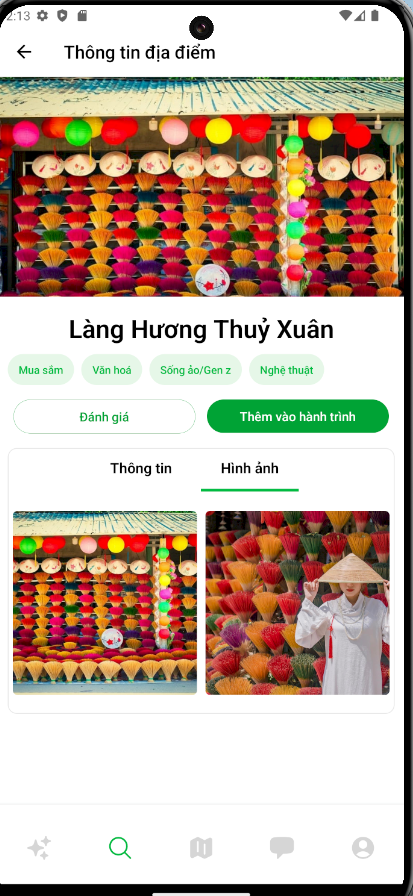 2:13
Thông tin địa điểm
Làng Hương Thuỷ Xuân
Mua sắm
Văn hoá
Sống ảo/Gen z
Nghệ thuật
Đánh giá
Thêm vào hành trình
Thông tin
Hình ảnh